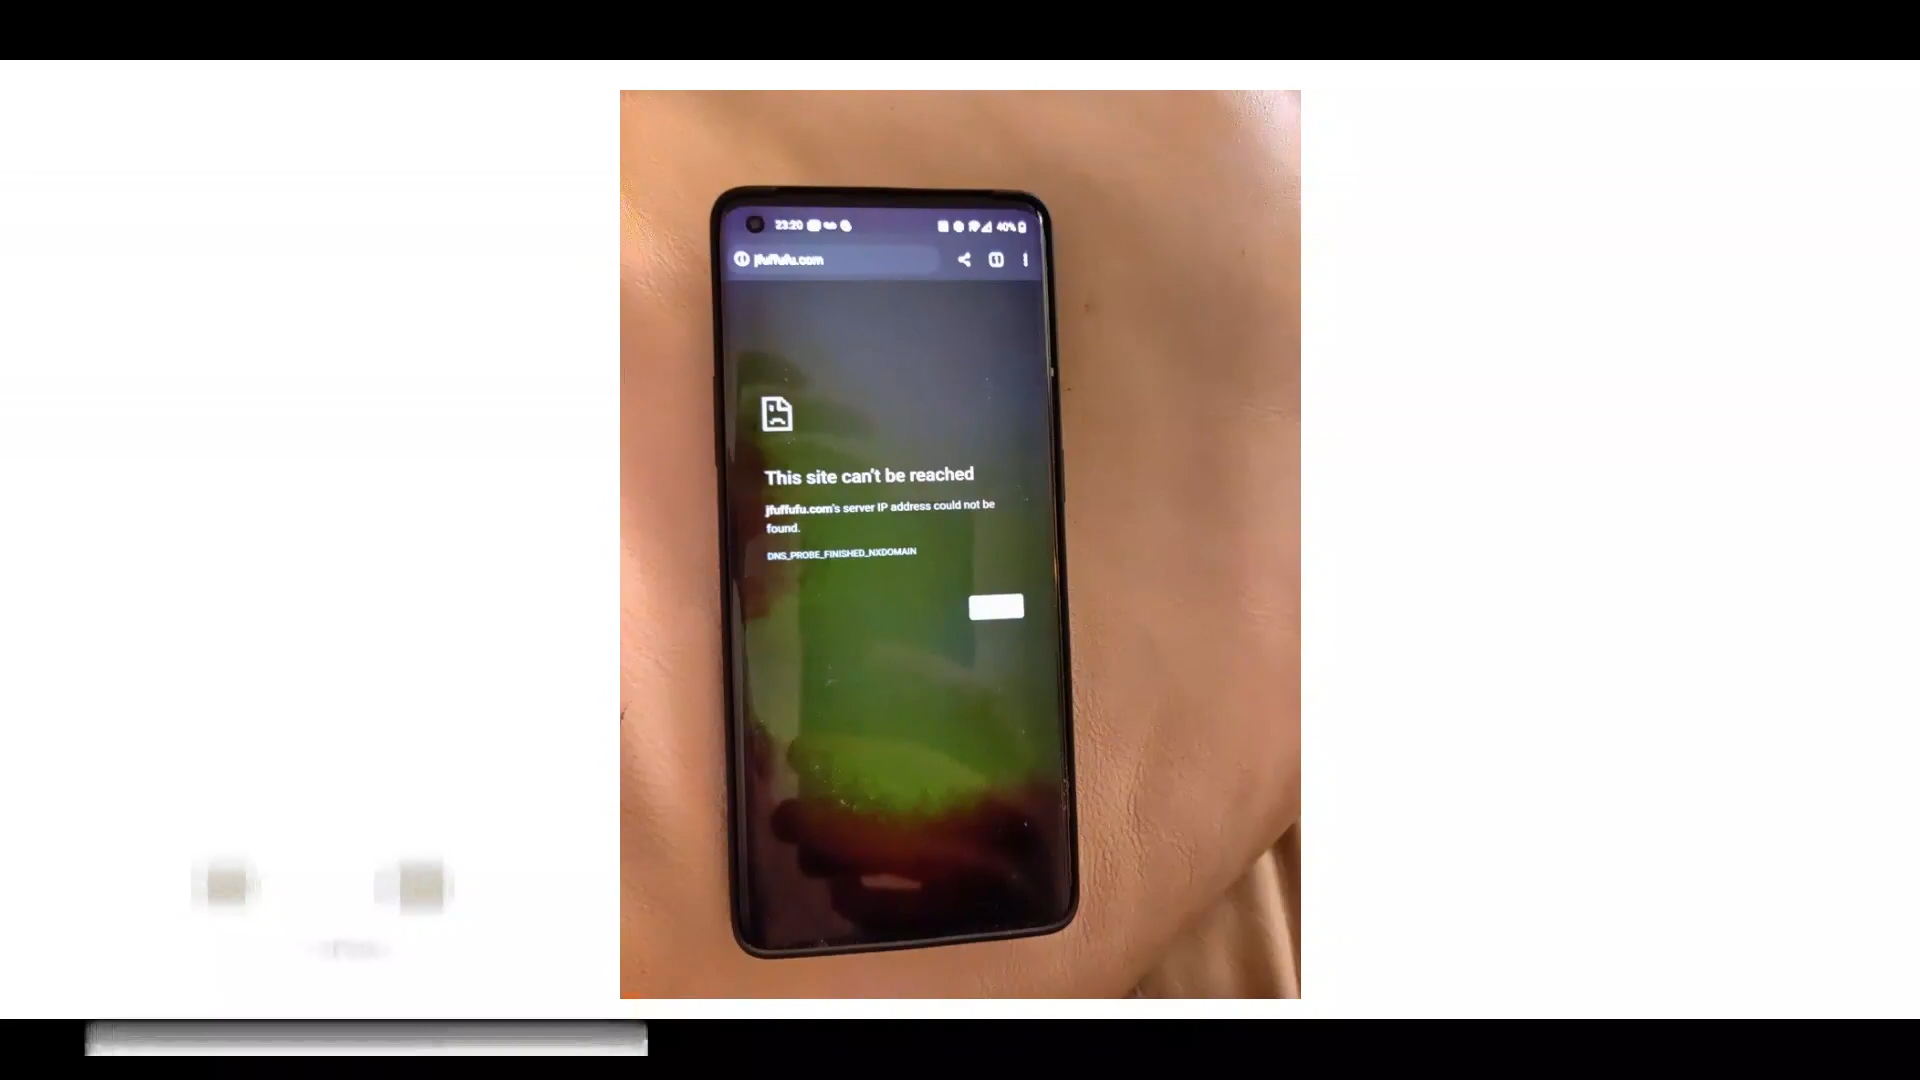 23:20 40%
jfuffufu.com 1
This site can't be reached
jfuffufu.com's server IP address could not be
found.
DNS_PROBE_FINISHED_NXDOMAIN